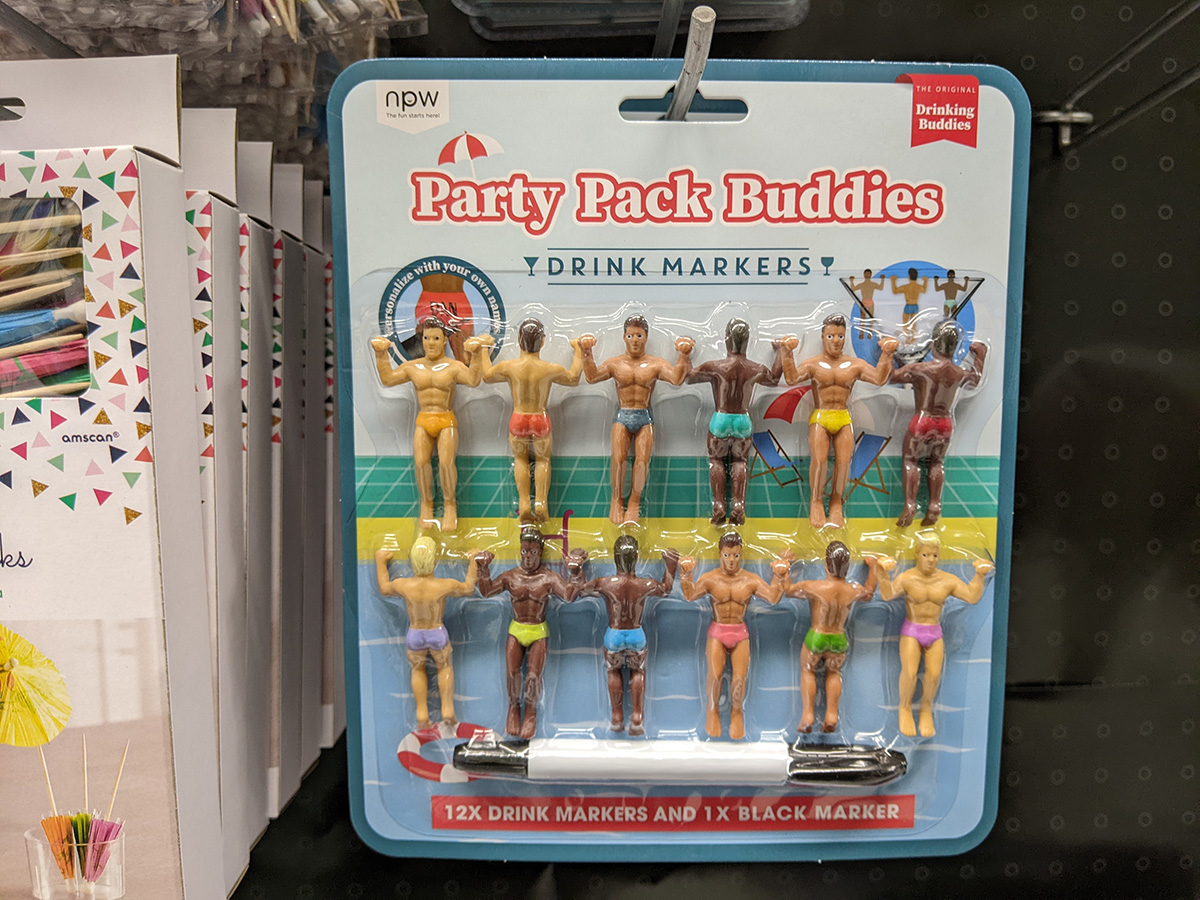 npw
The fun starts here!
THE ORIGINAL
Drinking
Buddies
Party Pack Buddies
DRINK MARKERS
personalize with your own name
amscan®
ks
12X DRINK MARKERS AND 1X BLACK MARKER